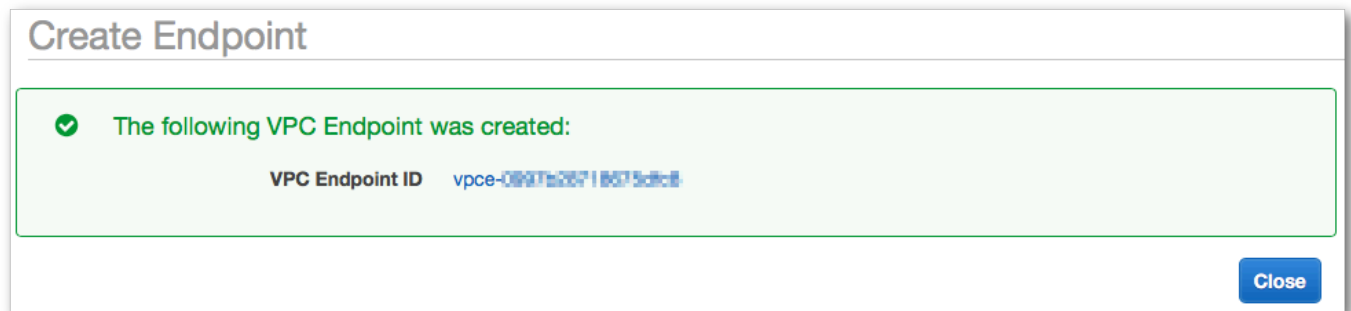 Create Endpoint
The following VPC Endpoint was created:
VPC Endpoint ID vpce-
Close